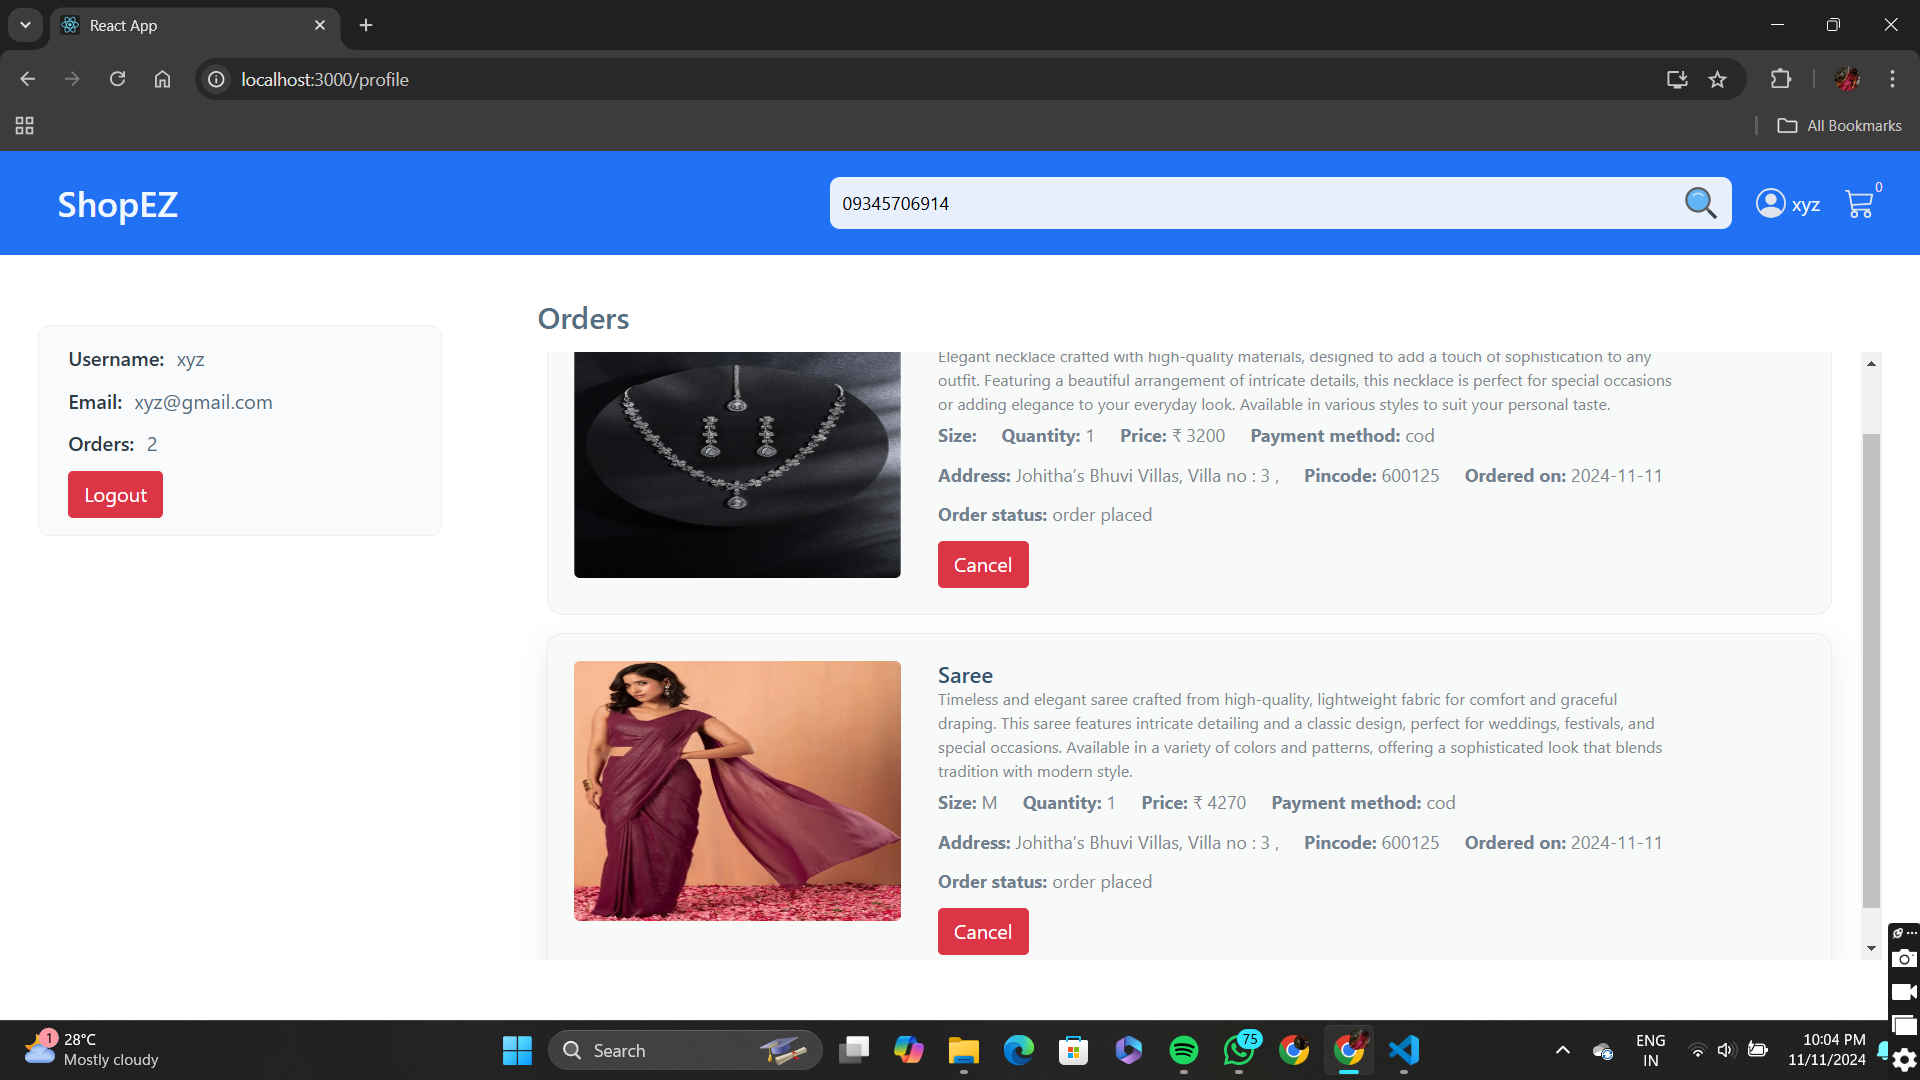 React App
localhost:3000/profile
All Bookmarks
ShopEZ
09345706914
xyz
0
Orders
Username: xyz
Email: xyz@gmail.com
Orders: 2
Logout
Elegant necklace crafted with high-quality materials, designed to add a touch of sophistication to any
outfit. Featuring a beautiful arrangement of intricate details, this necklace is perfect for special occasions
or adding elegance to your everyday look. Available in various styles to suit your personal taste.
Size: Quantity: 1 Price: ₹ 3200 Payment method: cod
Address: Johitha's Bhuvi Villas, Villa no : 3 , Pincode: 600125 Ordered on: 2024-11-11
Order status: order placed
Cancel
Saree
Timeless and elegant saree crafted from high-quality, lightweight fabric for comfort and graceful
draping. This saree features intricate detailing and a classic design, perfect for weddings, festivals, and
special occasions. Available in a variety of colors and patterns, offering a sophisticated look that blends
tradition with modern style.
Size: M Quantity: 1 Price: ₹ 4270 Payment method: cod
Address: Johitha's Bhuvi Villas, Villa no : 3 , Pincode: 600125 Ordered on: 2024-11-11
Order status: order placed
Cancel
1
28°C
Mostly cloudy
Search
75
ENG
IN
10:04 PM
11/11/2024